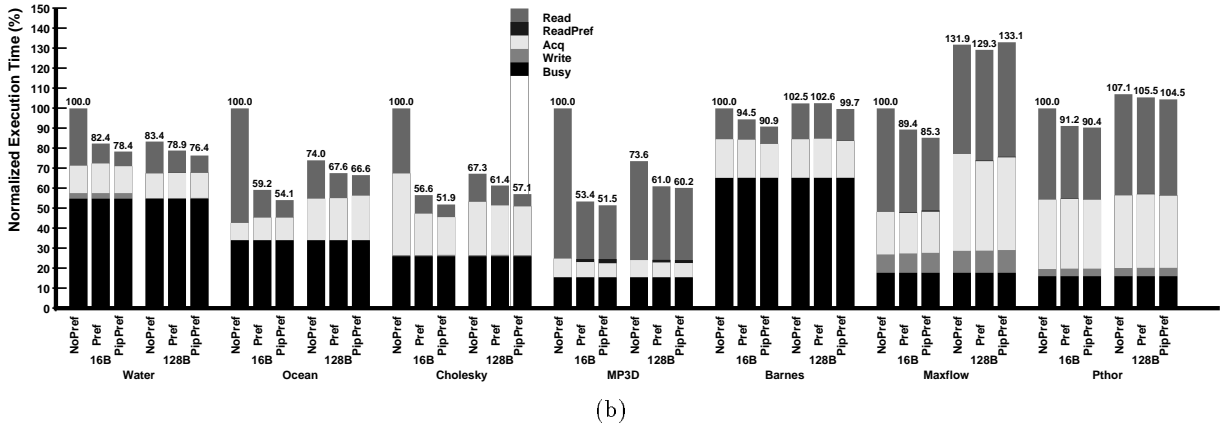 Normalized Execution Time (%)
150
140
130
120
110
100
90
80
70
60
50
40
30
20
10
0
Read
ReadPref
Acq
Write
Busy
100.0 82.4 78.4 83.4 78.9 76.4
100.0 59.2 54.1 74.0 67.6 66.6
100.0 56.6 51.9 67.3 61.4 57.1
100.0 53.4 51.5 73.6 61.0 60.2
100.0 94.5 90.9 102.5 102.6 99.7
100.0 89.4 85.3 131.9 129.3 133.1
100.0 91.2 90.4 107.1 105.5 104.5
NoPref Pref PipPref NoPref Pref PipPref NoPref Pref PipPref NoPref Pref PipPref NoPref Pref PipPref NoPref Pref PipPref NoPref Pref PipPref NoPref Pref PipPref NoPref Pref PipPref NoPref Pref PipPref NoPref Pref PipPref NoPref Pref PipPref NoPref Pref PipPref NoPref Pref PipPref
16B 128B 16B 128B 16B 128B 16B 128B 16B 128B 16B 128B 16B 128B
Water Ocean Cholesky MP3D Barnes Maxflow Pthor
(b)